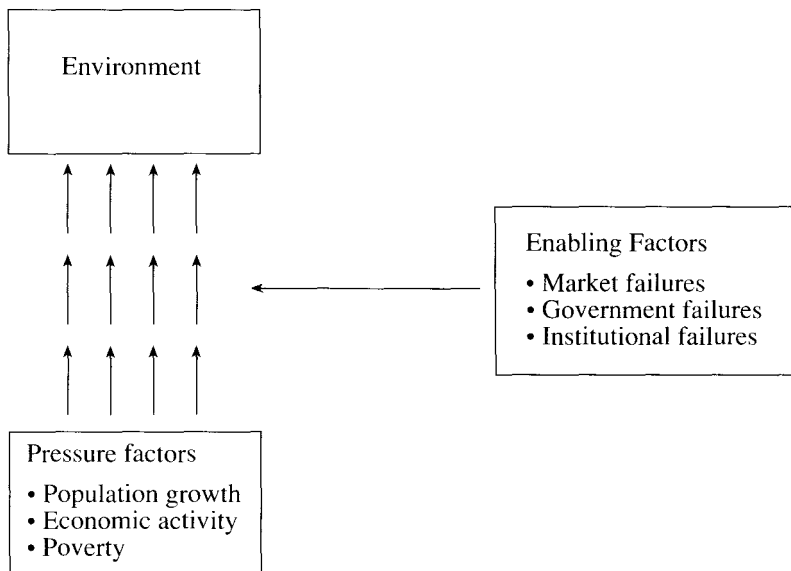 Environment
Enabling Factors
• Market failures
• Government failures
• Institutional failures
Pressure factors
• Population growth
• Economic activity
• Poverty